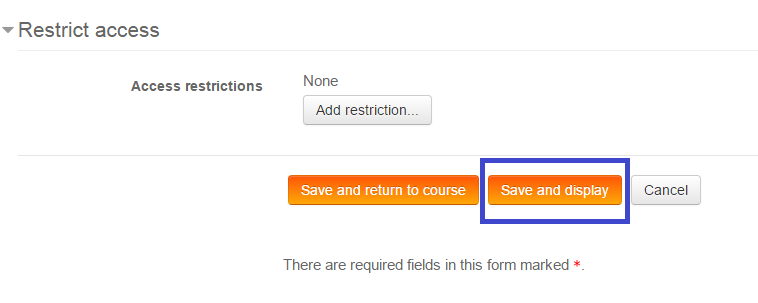 Restrict access
Access restrictions
None
Add restriction...
Save and return to course
Save and display
Cancel
There are required fields in this form marked *.